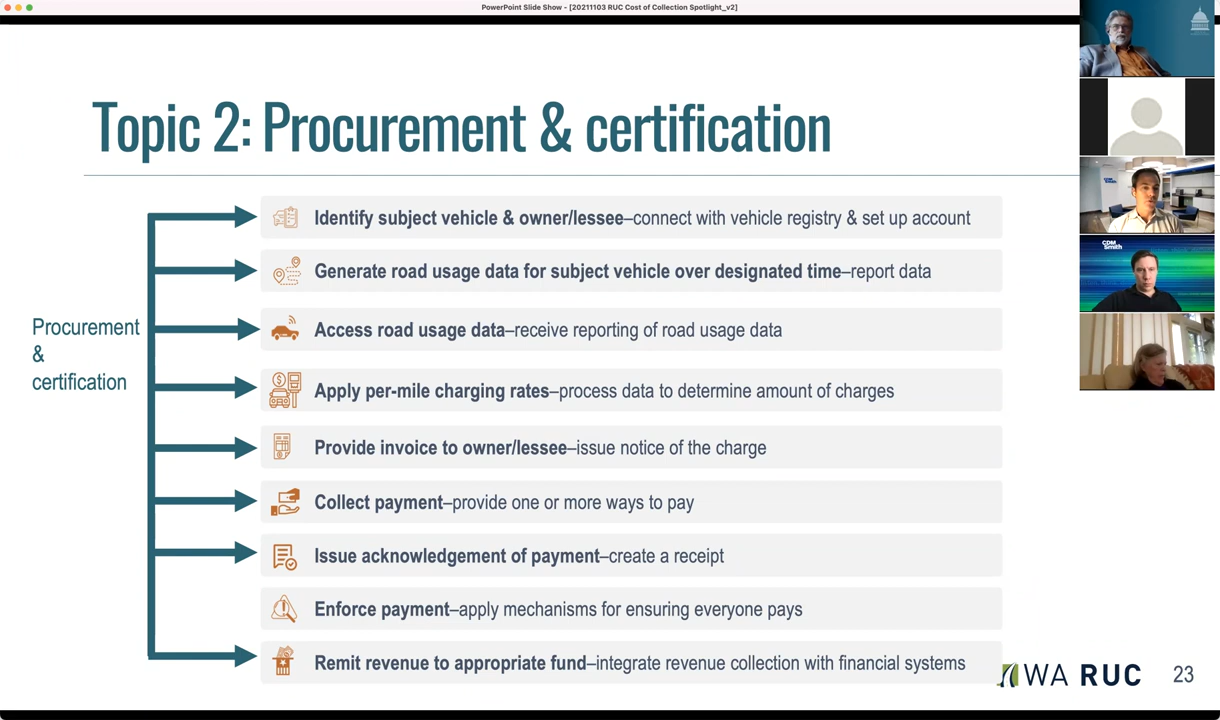 PowerPoint Slide Show - [20211103 RUC Cost of Collection Spotlight_v2]
Topic 2: Procurement & certification
Procurement
&
certification
Identify subject vehicle & owner/lessee–connect with vehicle registry & set up account
Generate road usage data for subject vehicle over designated time–report data
Access road usage data–receive reporting of road usage data
Apply per-mile charging rates–process data to determine amount of charges
Provide invoice to owner/lessee–issue notice of the charge
Collect payment–provide one or more ways to pay
Issue acknowledgement of payment–create a receipt
Enforce payment–apply mechanisms for ensuring everyone pays
Remit revenue to appropriate fund–integrate revenue collection with financial systems
WA RUC
23
CDM
Smith
CDM
Smith